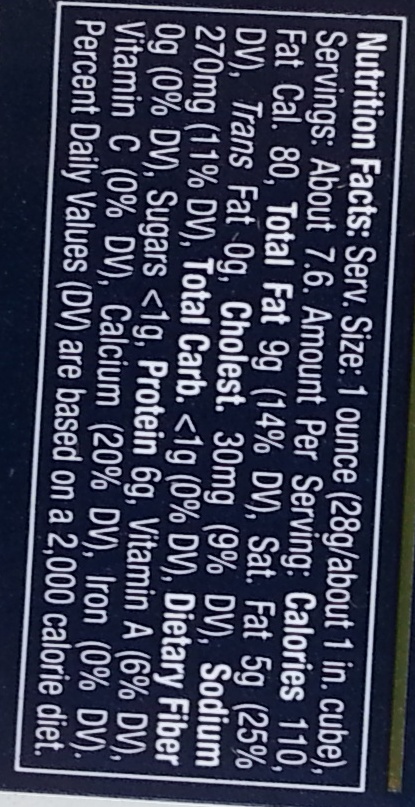 Nutrition Facts: Serv. Size: 1 ounce (28g/about 1 in. cube),
Servings: About 7.6. Amount Per Serving: Calories 110,
Fat Cal. 80, Total Fat 9g (14% DV), Sat. Fat 5g (25%
DV), Trans Fat 0g, Cholest. 30mg (9% DV), Sodium
270mg (11% DV), Total Carb. <1g (0% DV), Dietary Fiber
0g (0% DV), Sugars <1g, Protein 6g, Vitamin A (6% DV),
Vitamin C (0% DV), Calcium (20% DV), Iron (0% DV).
Percent Daily Values (DV) are based on a 2,000 calorie diet.